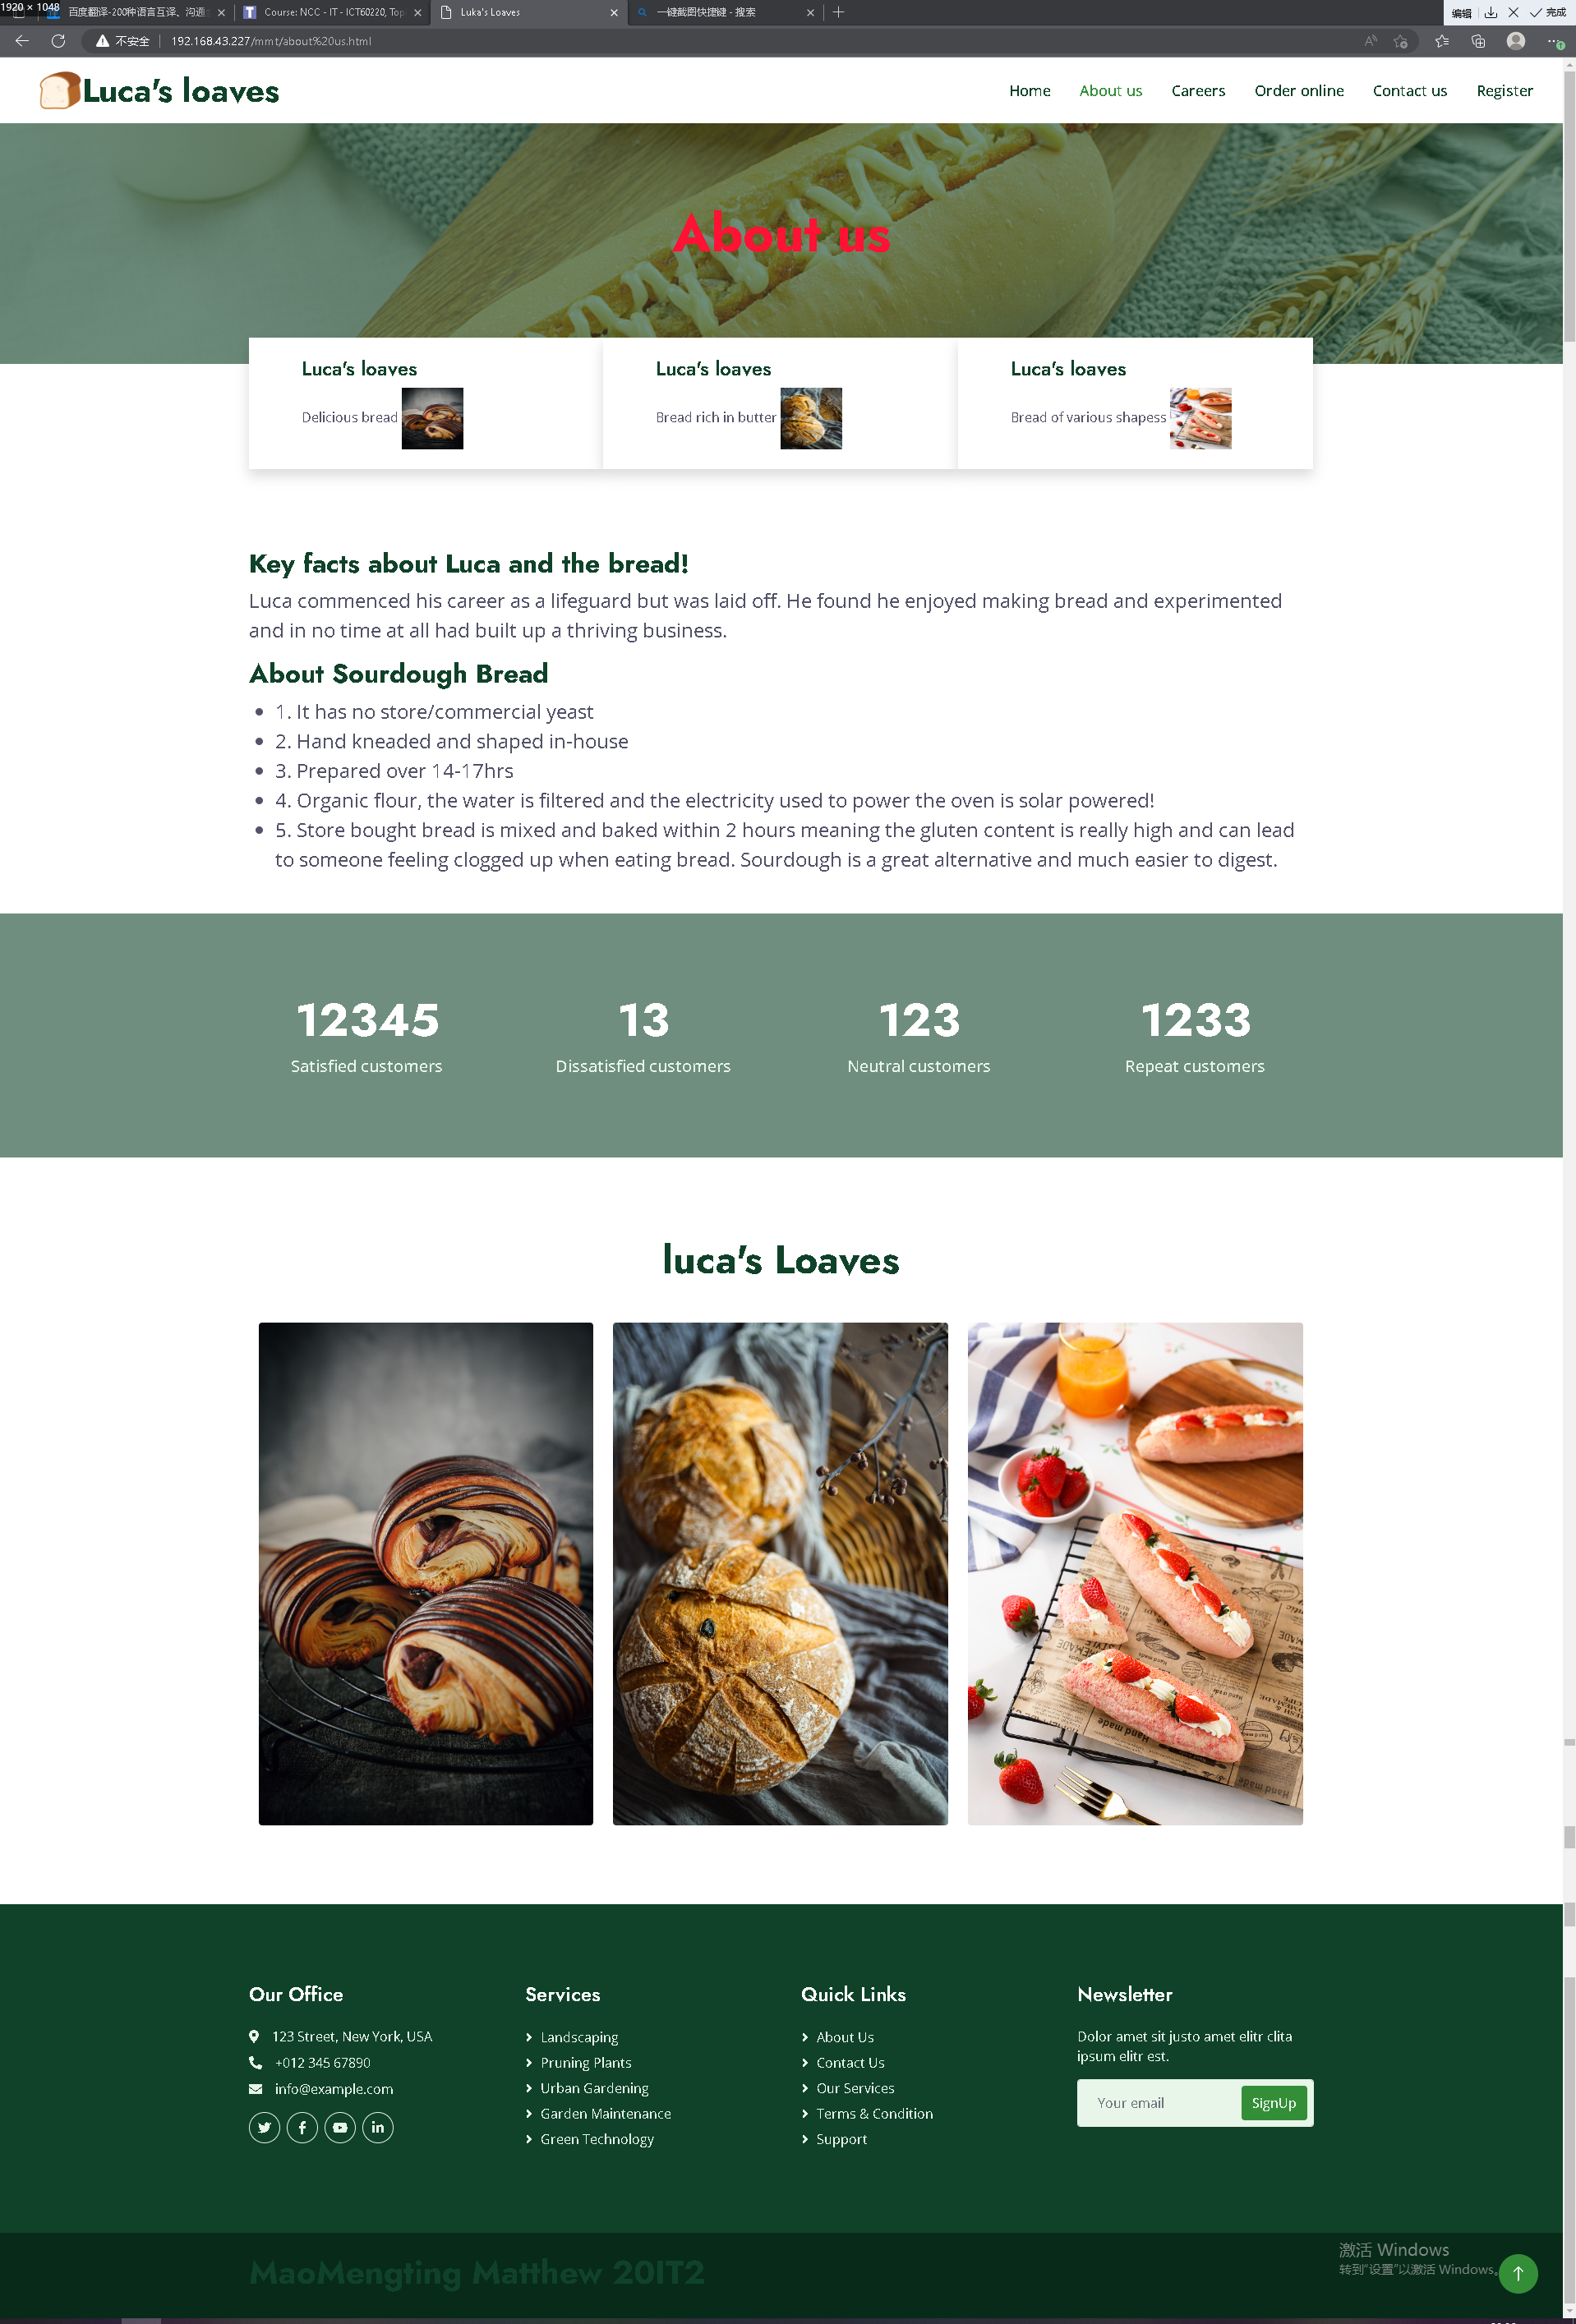 1920 × 1048
百度翻译-200种语言互译、沟通
Course: NCC - IT - ICT60220, Top
Luka's Loaves
一键截图快捷键 - 搜索
编辑
完成
不安全
192.168.43.227/mmt/about%20us.html
Luca's loaves
Home
About us
Careers
Order online
Contact us
Register
About us
Luca's loaves
Delicious bread
Luca's loaves
Bread rich in butter
Luca's loaves
Bread of various shapess
Key facts about Luca and the bread!
Luca commenced his career as a lifeguard but was laid off. He found he enjoyed making bread and experimented
and in no time at all had built up a thriving business.
About Sourdough Bread
• 1. It has no store/commercial yeast
• 2. Hand kneaded and shaped in-house
• 3. Prepared over 14-17hrs
• 4. Organic flour, the water is filtered and the electricity used to power the oven is solar powered!
• 5. Store bought bread is mixed and baked within 2 hours meaning the gluten content is really high and can lead
to someone feeling clogged up when eating bread. Sourdough is a great alternative and much easier to digest.
12345
Satisfied customers
13
Dissatisfied customers
123
Neutral customers
1233
Repeat customers
luca's Loaves
Our Office
123 Street, New York, USA
+012 345 67890
info@example.com
Services
Landscaping
Pruning Plants
Urban Gardening
Garden Maintenance
Green Technology
Quick Links
About Us
Contact Us
Our Services
Terms & Condition
Support
Newsletter
Dolor amet sit justo amet elitr clita
ipsum elitr est.
Your email
SignUp
MaoMengting Matthew 20IT2
激活 Windows
转到"设置"以激活 Windows。